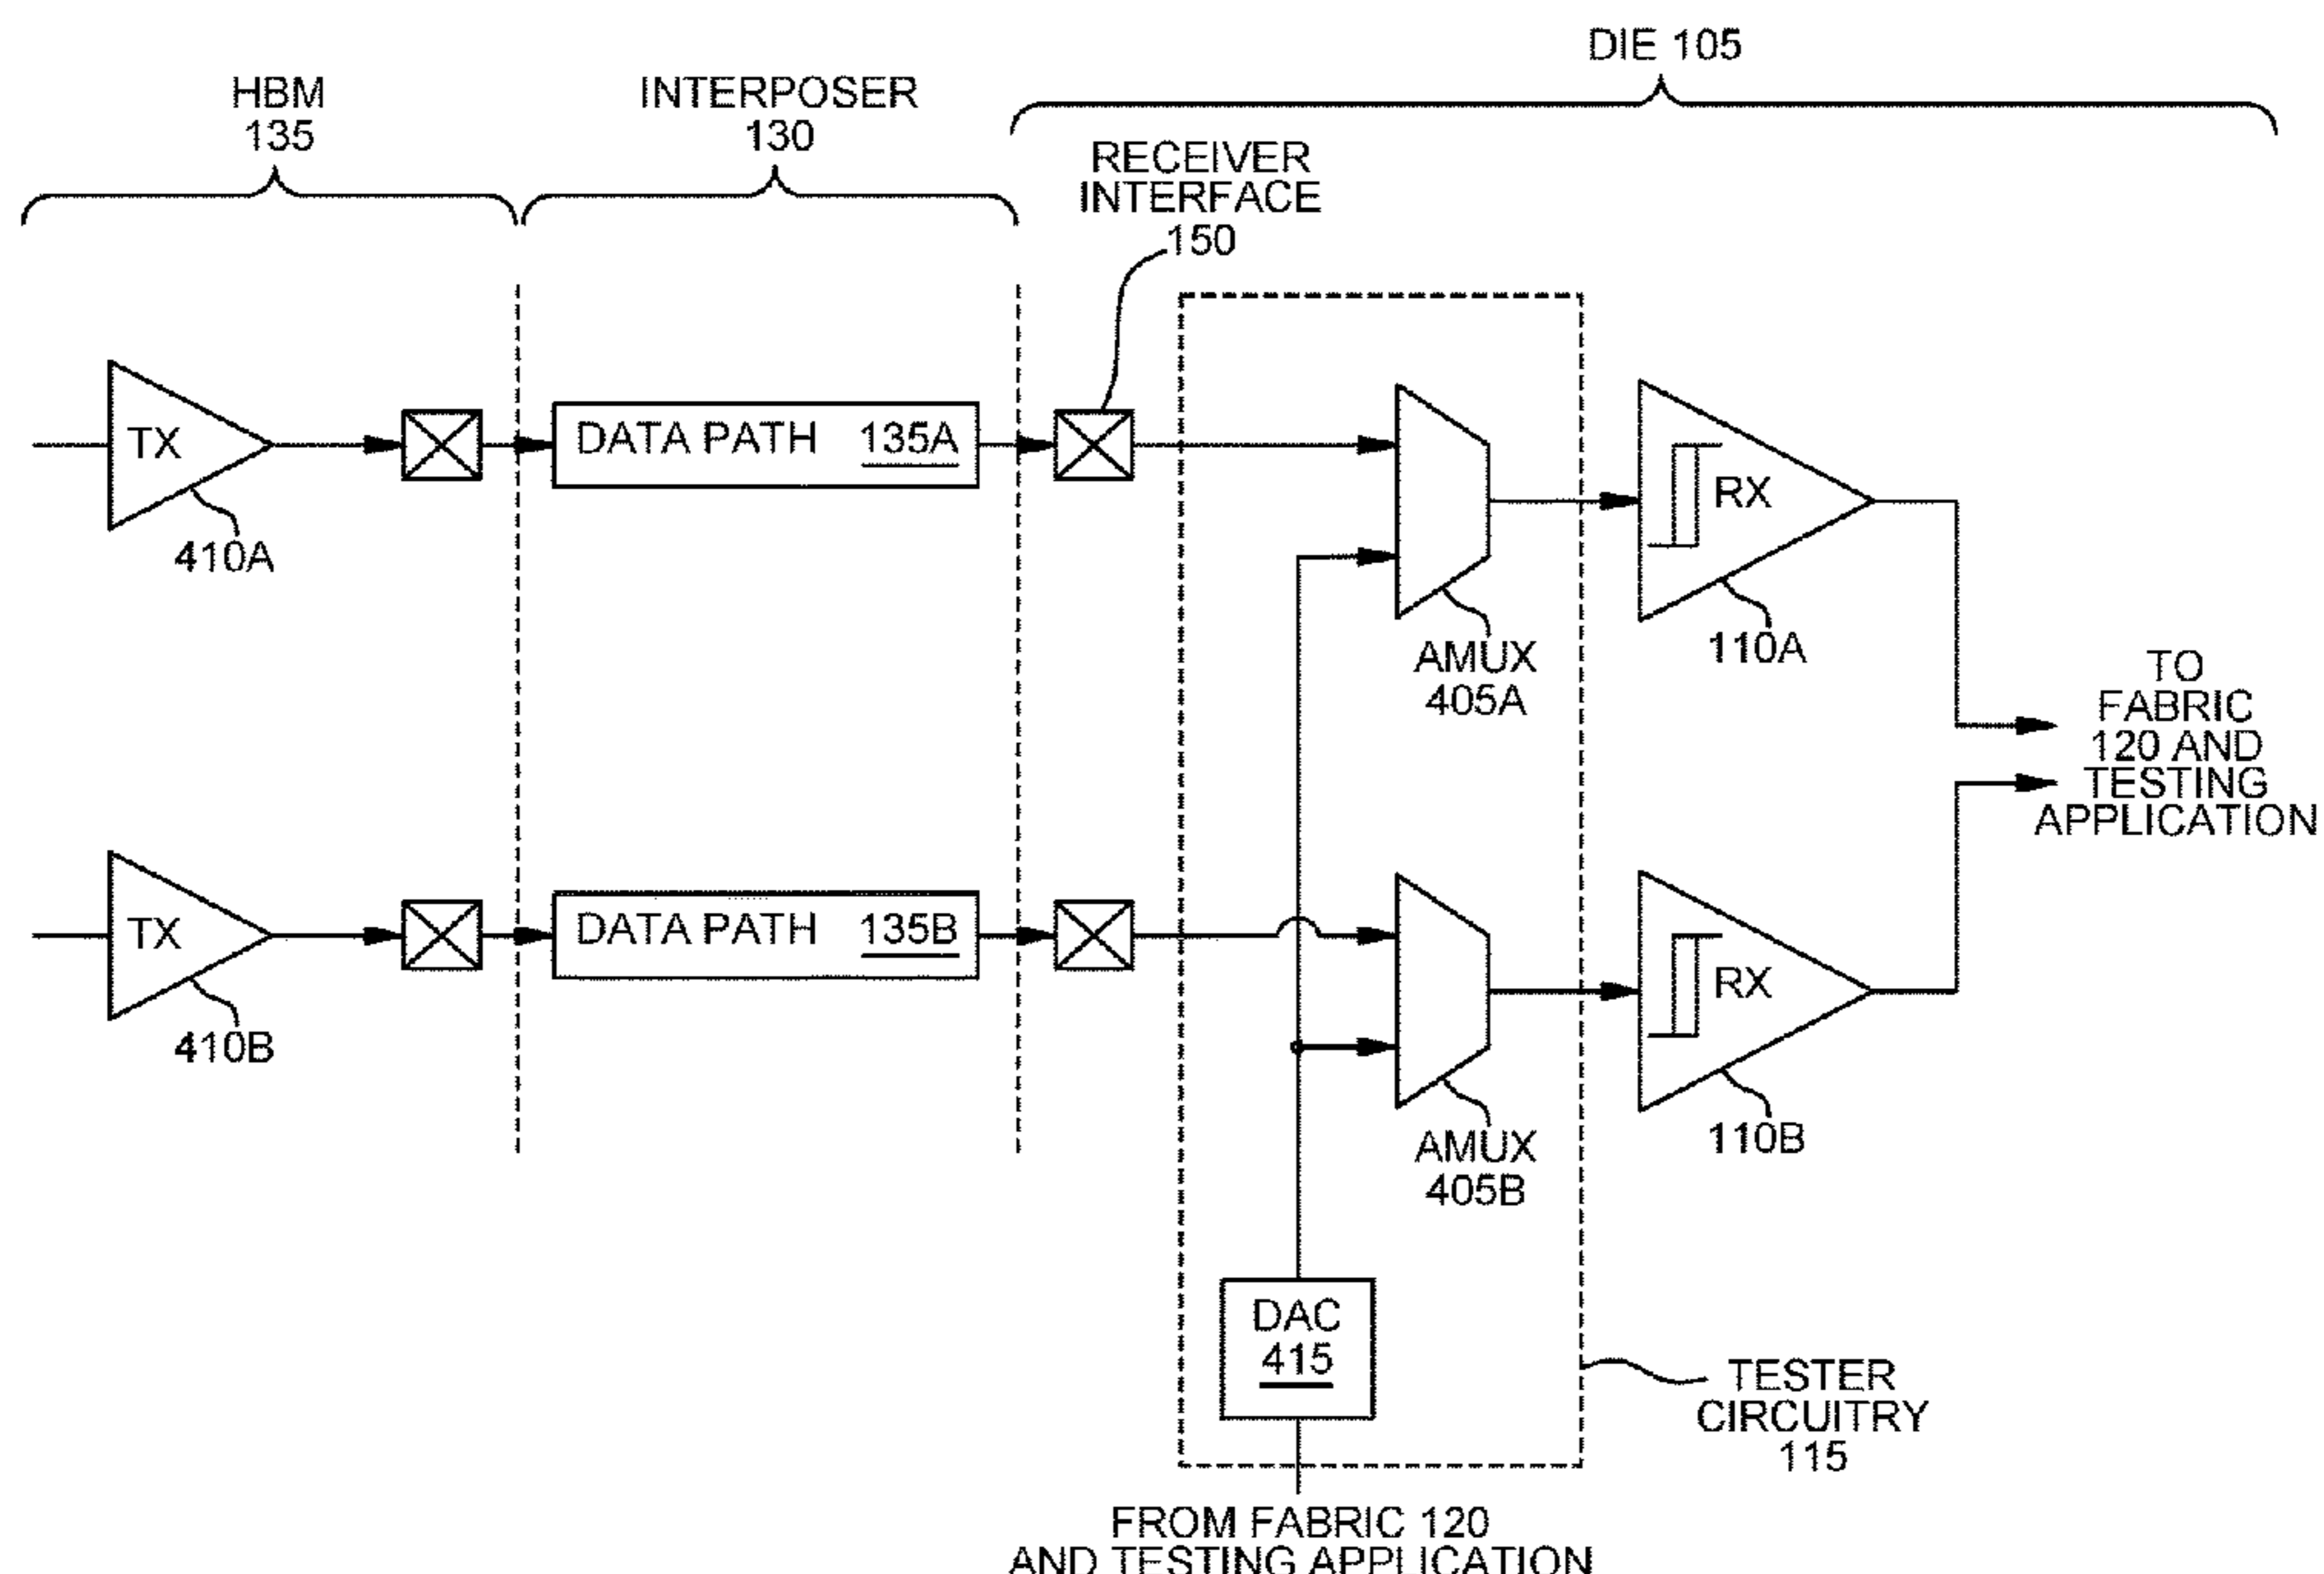 DIE 105
HBM
135
INTERPOSER
130
RECEIVER
INTERFACE
150
TX
410A
DATA PATH 135A
AMUX
405A
RX
110A
TO
FABRIC
120 AND
TESTING
APPLICATION
TX
410B
DATA PATH 135B
AMUX
405B
RX
110B
DAC
415
TESTER
CIRCUITRY
115
FROM FABRIC 120
AND TESTING APPLICATION